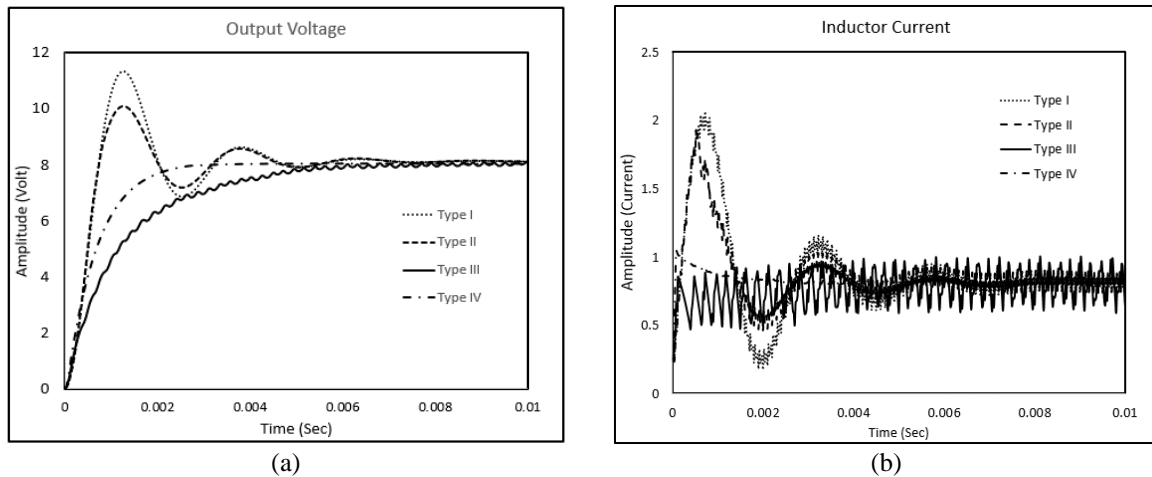 Output Voltage
12
10
8
6
4
2
0
Amplitude (Volt)
Type I
Type II
Type III
Type IV
0 0.002 0.004 0.006 0.008 0.01
Time (Sec)
(a)
Inductor Current
2.5
2
1.5
1
0.5
0
Amplitude (Current)
Type I
Type II
Type III
Type IV
0 0.002 0.004 0.006 0.008 0.01
Time (Sec)
(b)